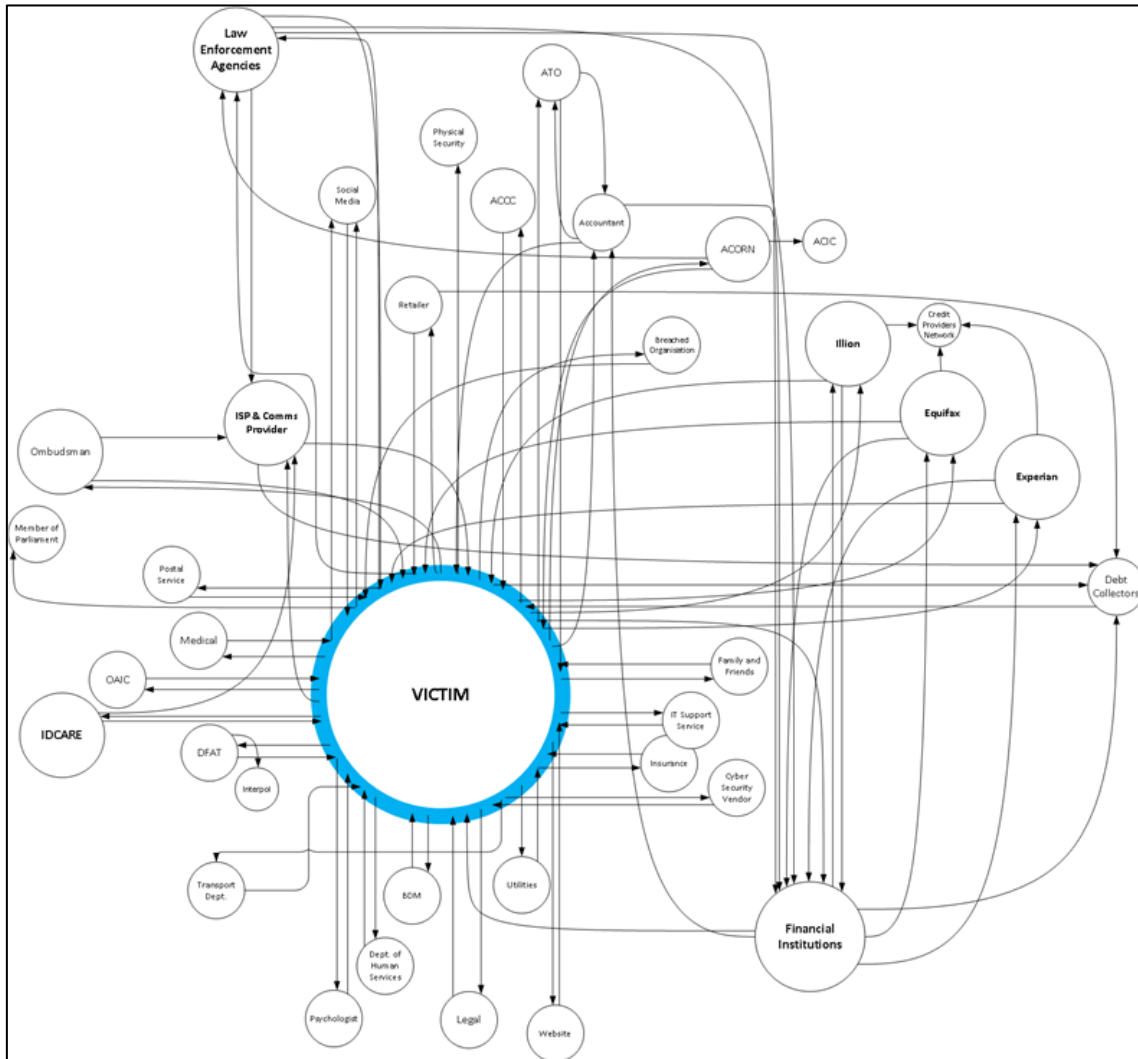 Law
Enforcement
Agencies
ATO
Physical
Security
Social
Media
ACCC
Accountant
ACORN
ACIC
Retailer
Breached
Organisation
Illion
Credit
Providers
Network
ISP & Comms
Provider
Equifax
Ombudsman
Experian
Member of
Parliament
Postal
Service
Debt
Collectors
Medical
Family and
Friends
OAIC
VICTIM
IT Support
Service
IDCARE
DFAT
Insurance
Interpol
Cyber
Security
Vendor
Transport
Dept.
BDM
Utilities
Financial
Institutions
Dept. of
Human
Services
Psychologist
Legal
Website